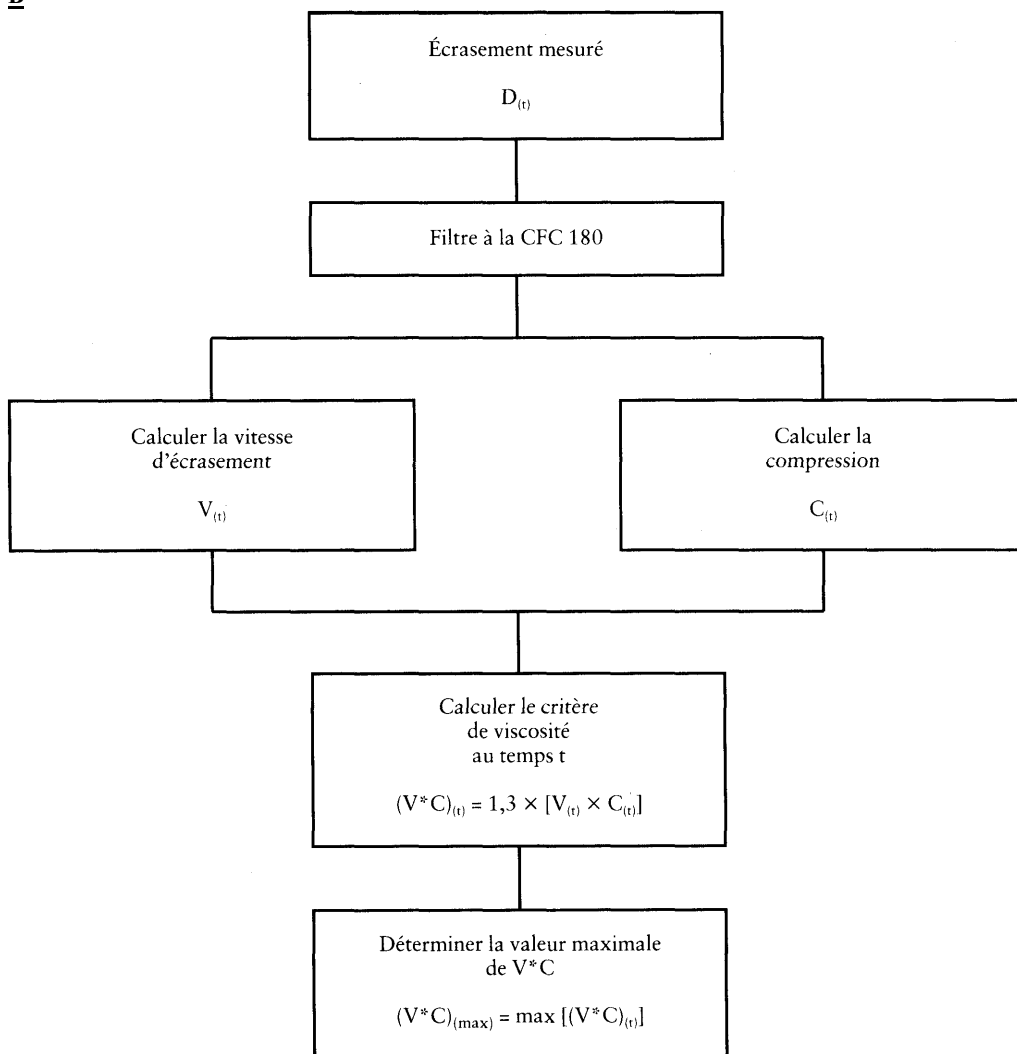 B
Écrasement mesuré
D(t)
Filtre à la CFC 180
Calculer la vitesse
d'écrasement
V(t)
Calculer la
compression
C(t)
Calculer le critère
de viscosité
au temps t
(V*C)(t) = 1,3 × [V(t) × C(t)]
Déterminer la valeur maximale
de V*C
(V*C)(max) = max [(V*C)(t)]